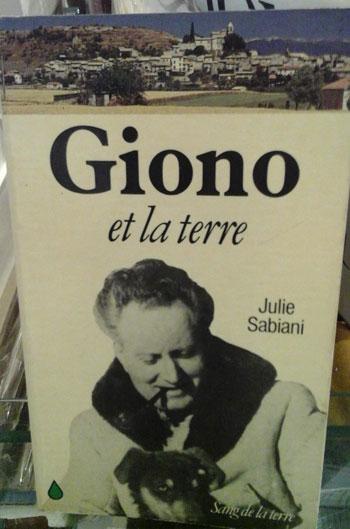 Giono
et la terre
Julie
Sabiani
Sang de la terre